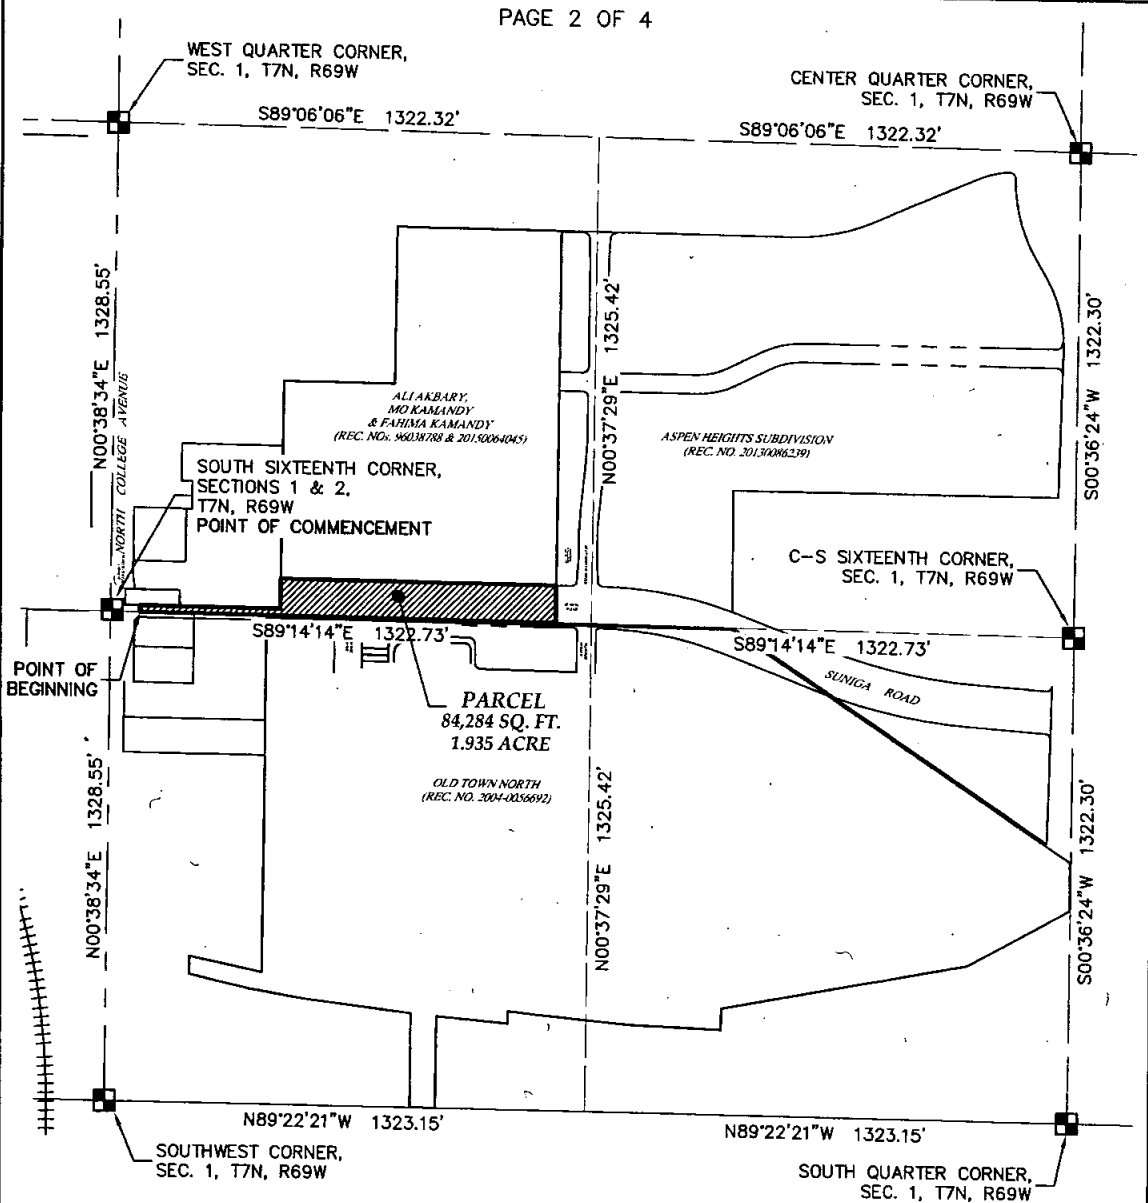 PAGE 2 OF 4
WEST QUARTER CORNER,
SEC. 1, T7N, R69W
CENTER QUARTER CORNER,
SEC. 1, T7N, R69W
S89°06'06"E 1322.32'
S89°06'06"E 1322.32'
N00°38'34"E 1328.55'
NORTH COLLEGE AVENUE
N00°37'29"E 1325.42'
S00°36'24"W 1322.30'
ALI AKBARY,
MO KAMANDY
& FAHIMA KAMANDY
(REC. NOs. 96038788 & 20150064045)
ASPEN HEIGHTS SUBDIVISION
(REC. NO. 20130086239)
SOUTH SIXTEENTH CORNER,
SECTIONS 1 & 2,
T7N, R69W
POINT OF COMMENCEMENT
C-S SIXTEENTH CORNER,
SEC. 1, T7N, R69W
S89°14'14"E 1322.73'
S89°14'14"E 1322.73'
POINT OF
BEGINNING
SUNIGA ROAD
PARCEL
84,284 SQ. FT.
1.935 ACRE
OLD TOWN NORTH
(REC. NO. 2004-0056692)
N00°38'34"E 1328.55'
N00°37'29"E 1325.42'
S00°36'24"W 1322.30'
N89°22'21"W 1323.15'
N89°22'21"W 1323.15'
SOUTHWEST CORNER,
SEC. 1, T7N, R69W
SOUTH QUARTER CORNER,
SEC. 1, T7N, R69W